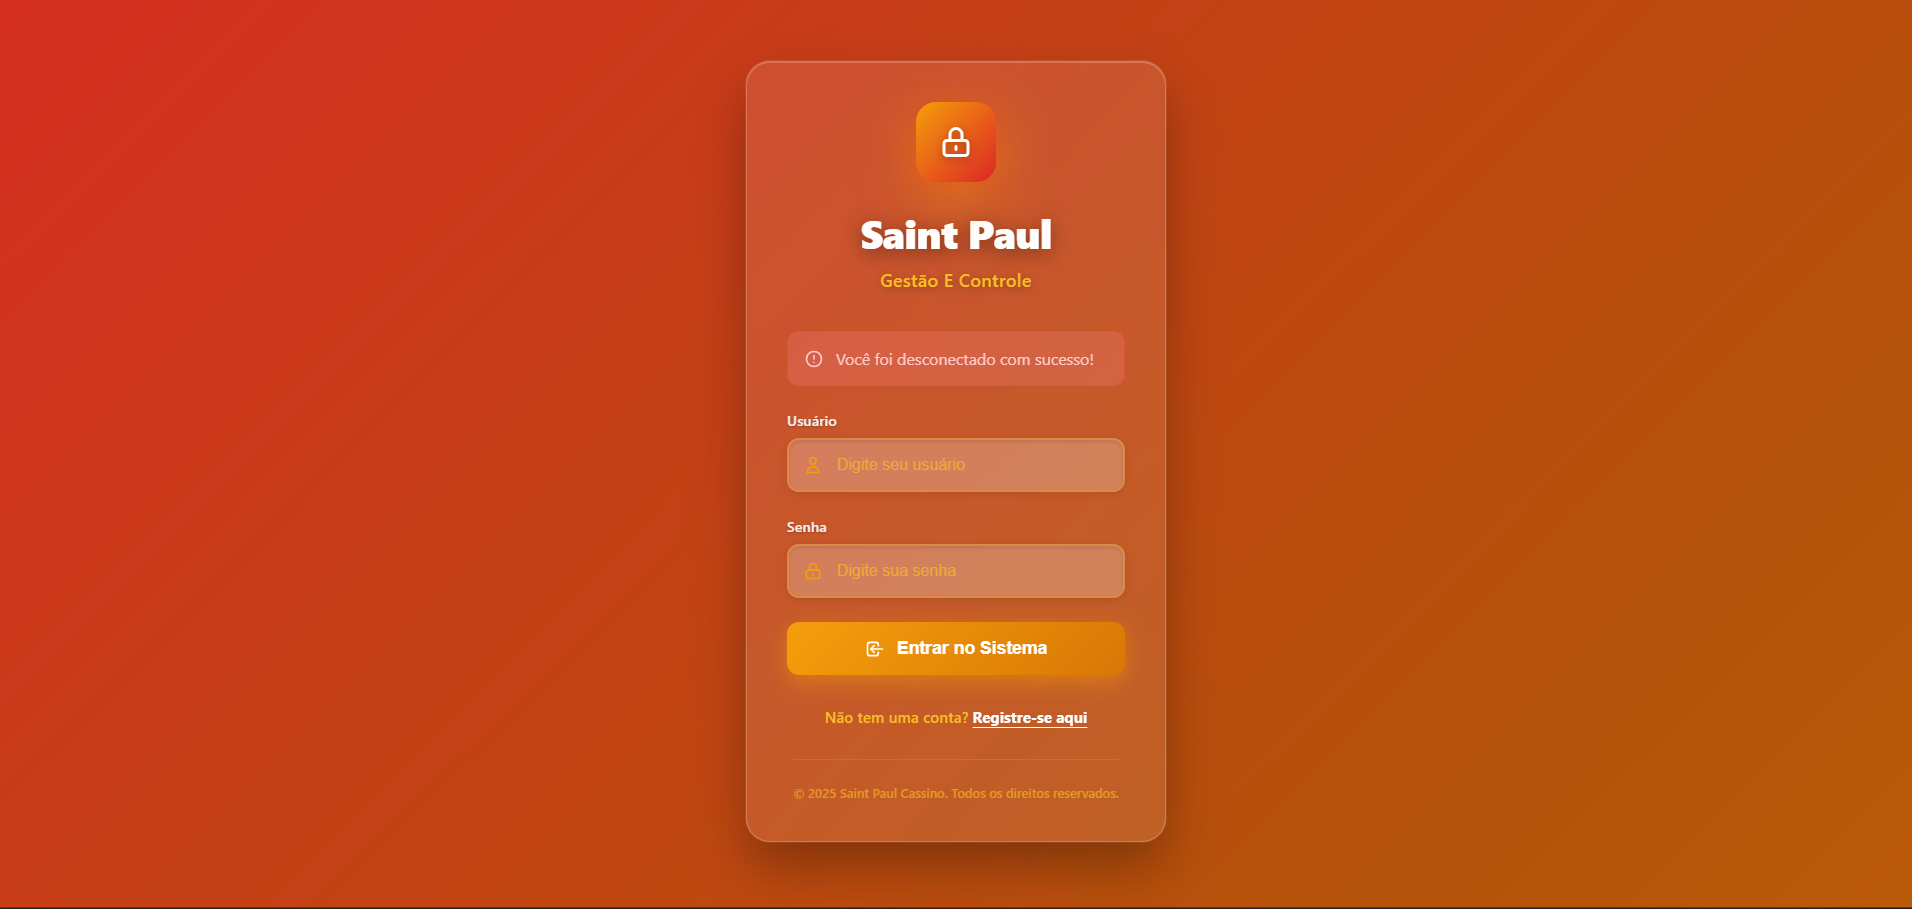 Saint Paul
Gestão E Controle
Você foi desconectado com sucesso!
Usuário
Digite seu usuário
Senha
Digite sua senha
Entrar no Sistema
Não tem uma conta? Registre-se aqui
© 2025 Saint Paul Cassino. Todos os direitos reservados.